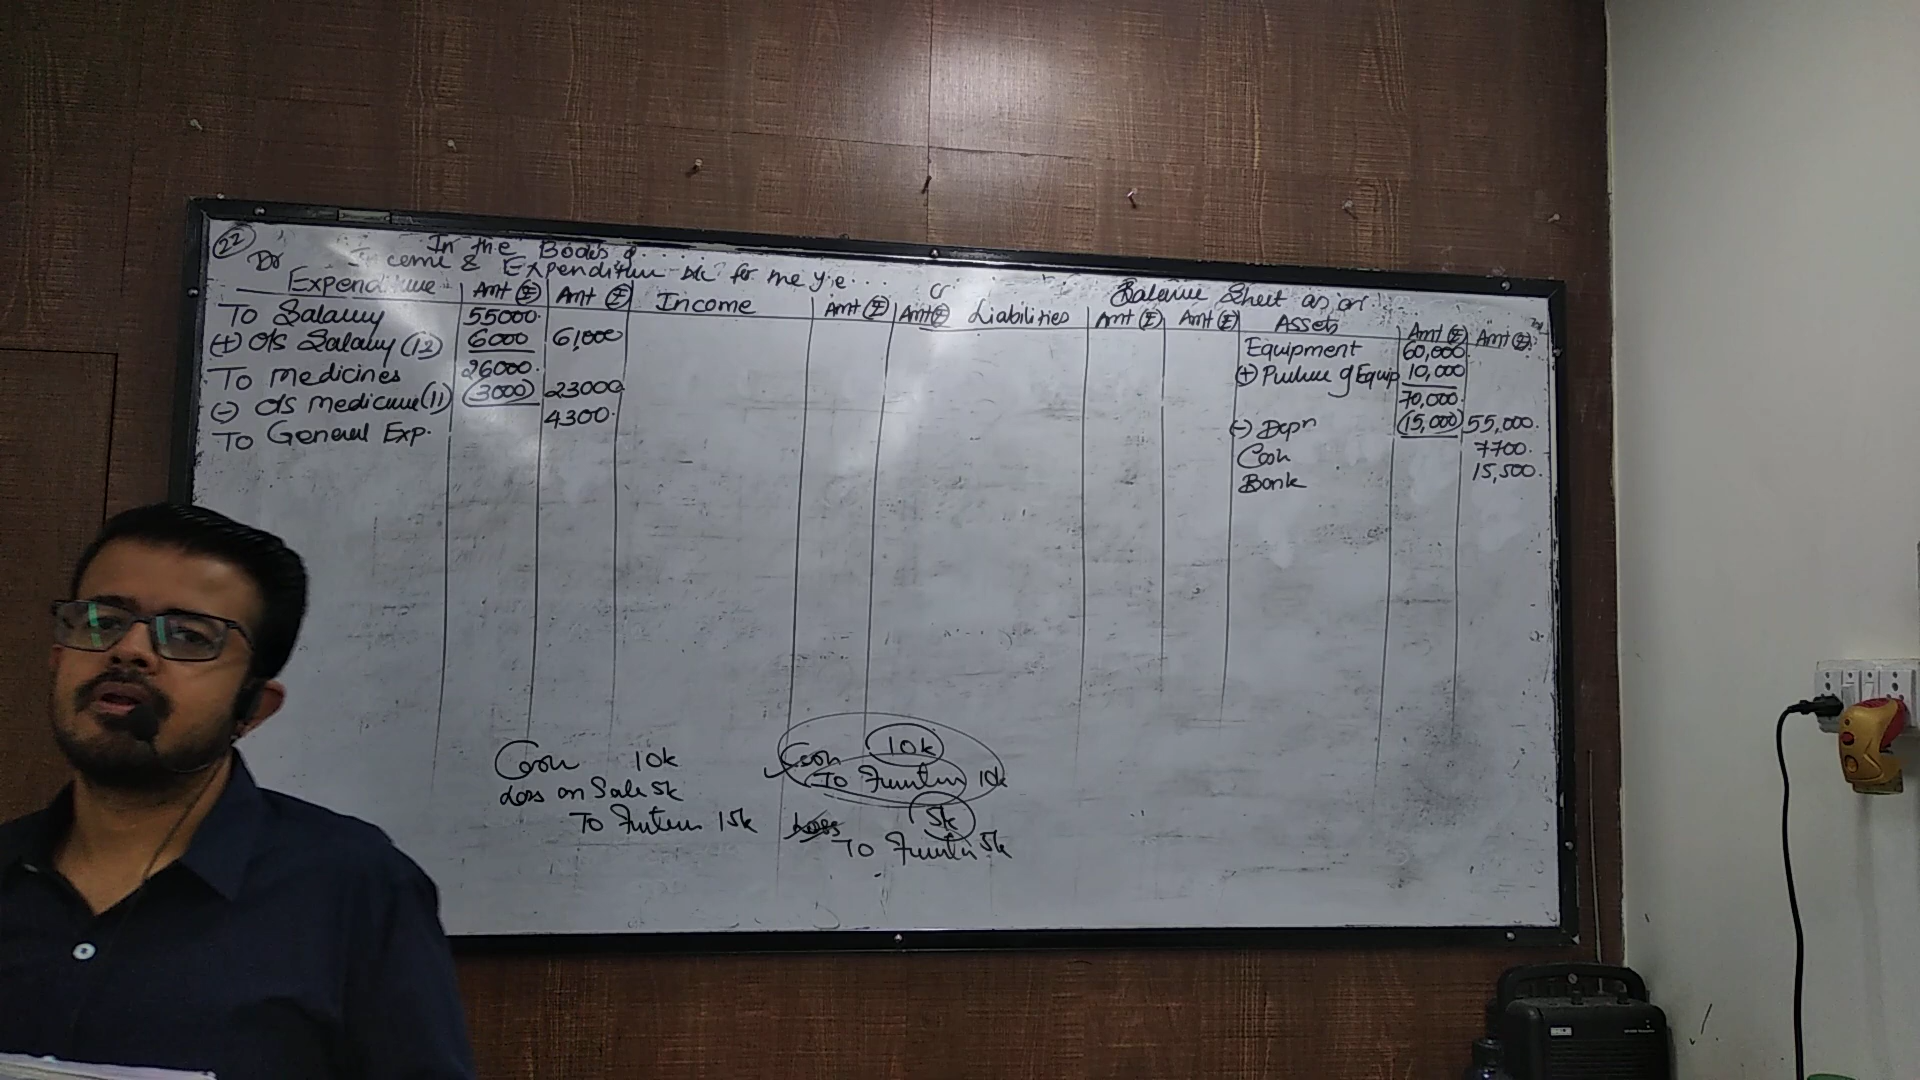 22
In the Books of .....
Dr Income & Expenditure A/c for the y.e... Cr
Expenditure Amt (₹) Amt (₹) Income Amt (₹) Amt (₹)
To Salary 55000.
(+) O/s Salary (12) 6000 61,000
To Medicines 26000.
(-) O/s Medicine (11) (3000) 23000
To General Exp. 4300.
Balance Sheet as on
Liabilities Amt (₹) Amt (₹) Assets Amt (₹) Amt (₹)
Equipment 60,000
(+) Purchase of Equip 10,000
70,000.
(-) Depn (15,000) 55,000.
Cash 7700.
Bank 15,500.
Cash 10k
Loss on Sale 5k
To Furniture 15k
Cash 10k
To Furniture 10k
Loss 5k
To Furniture 5k